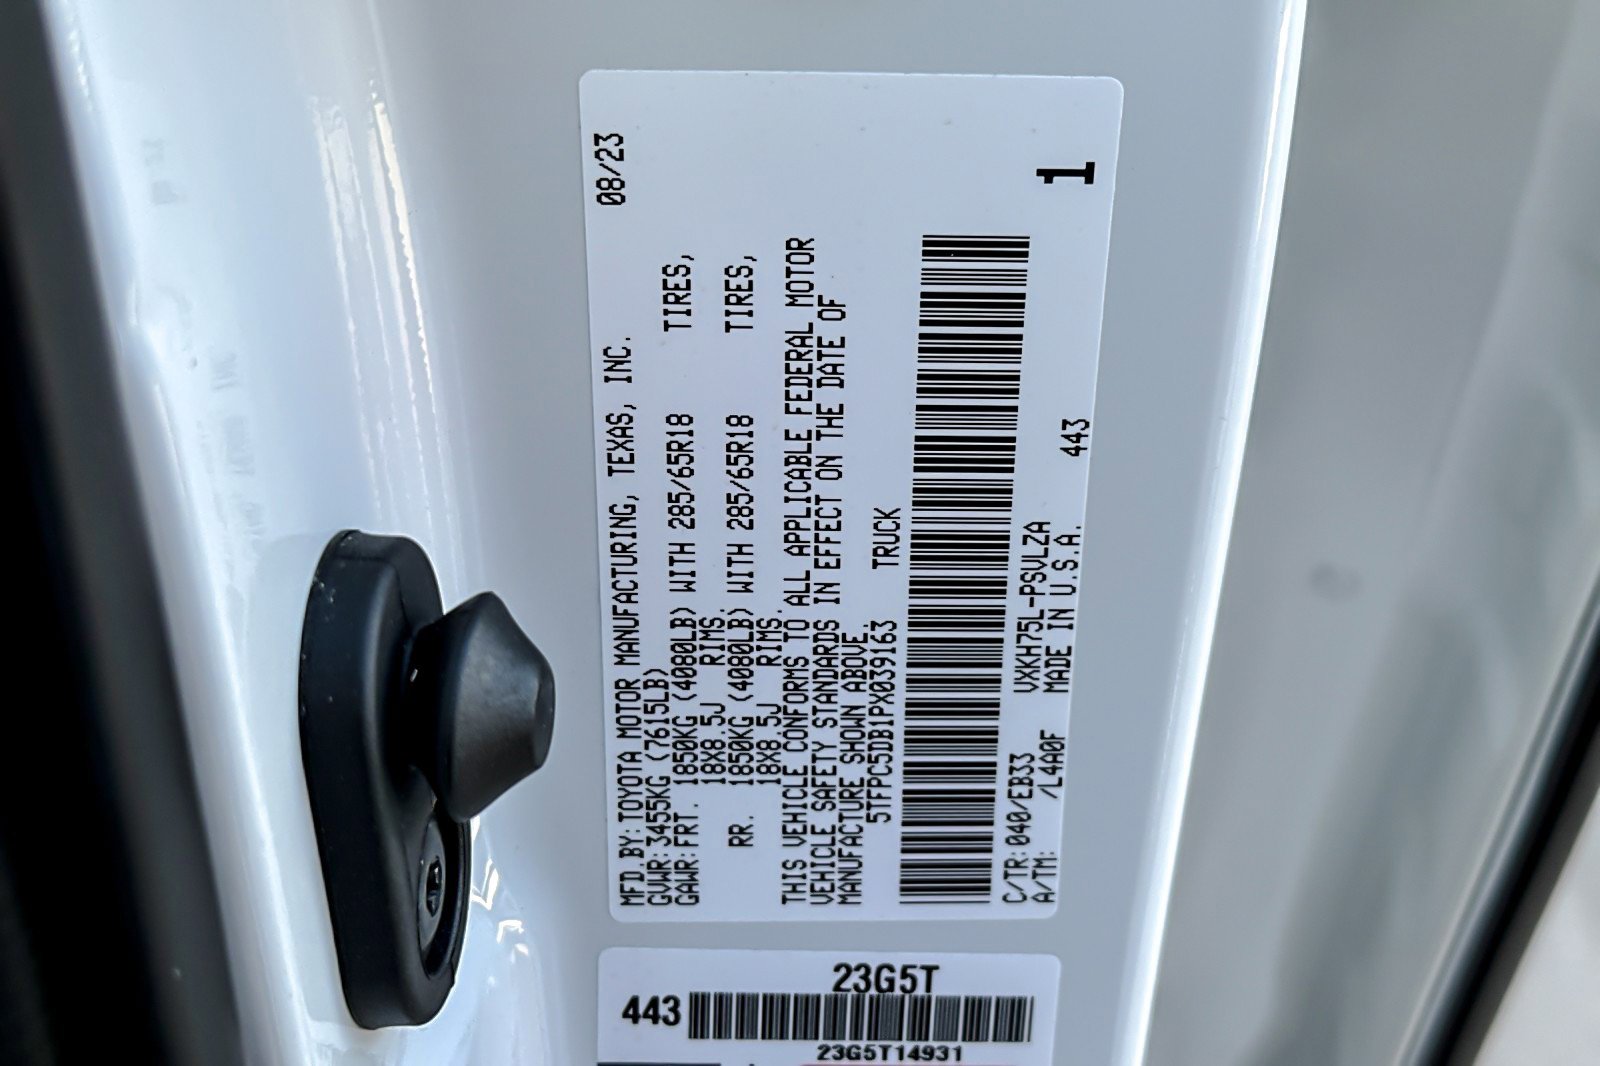 MFD.BY:TOYOTA MOTOR MANUFACTURING, TEXAS, INC. 08/23
GVWR:3455KG (7615LB)
GAWR:FRT. 1850KG (4080LB) WITH 285/65R18 TIRES,
18X8.5J RIMS.
RR. 1850KG (4080LB) WITH 285/65R18 TIRES,
18X8.5J RIMS.
THIS VEHICLE CONFORMS TO ALL APPLICABLE FEDERAL MOTOR
VEHICLE SAFETY STANDARDS IN EFFECT ON THE DATE OF
MANUFACTURE SHOWN ABOVE.
5TFPC5DB1PX039163 TRUCK
1
C/TR:040/EB33 VXKH75L-PSVLZA
A/TM: /L4A0F MADE IN U.S.A. 443
23G5T
443
23G5T14931